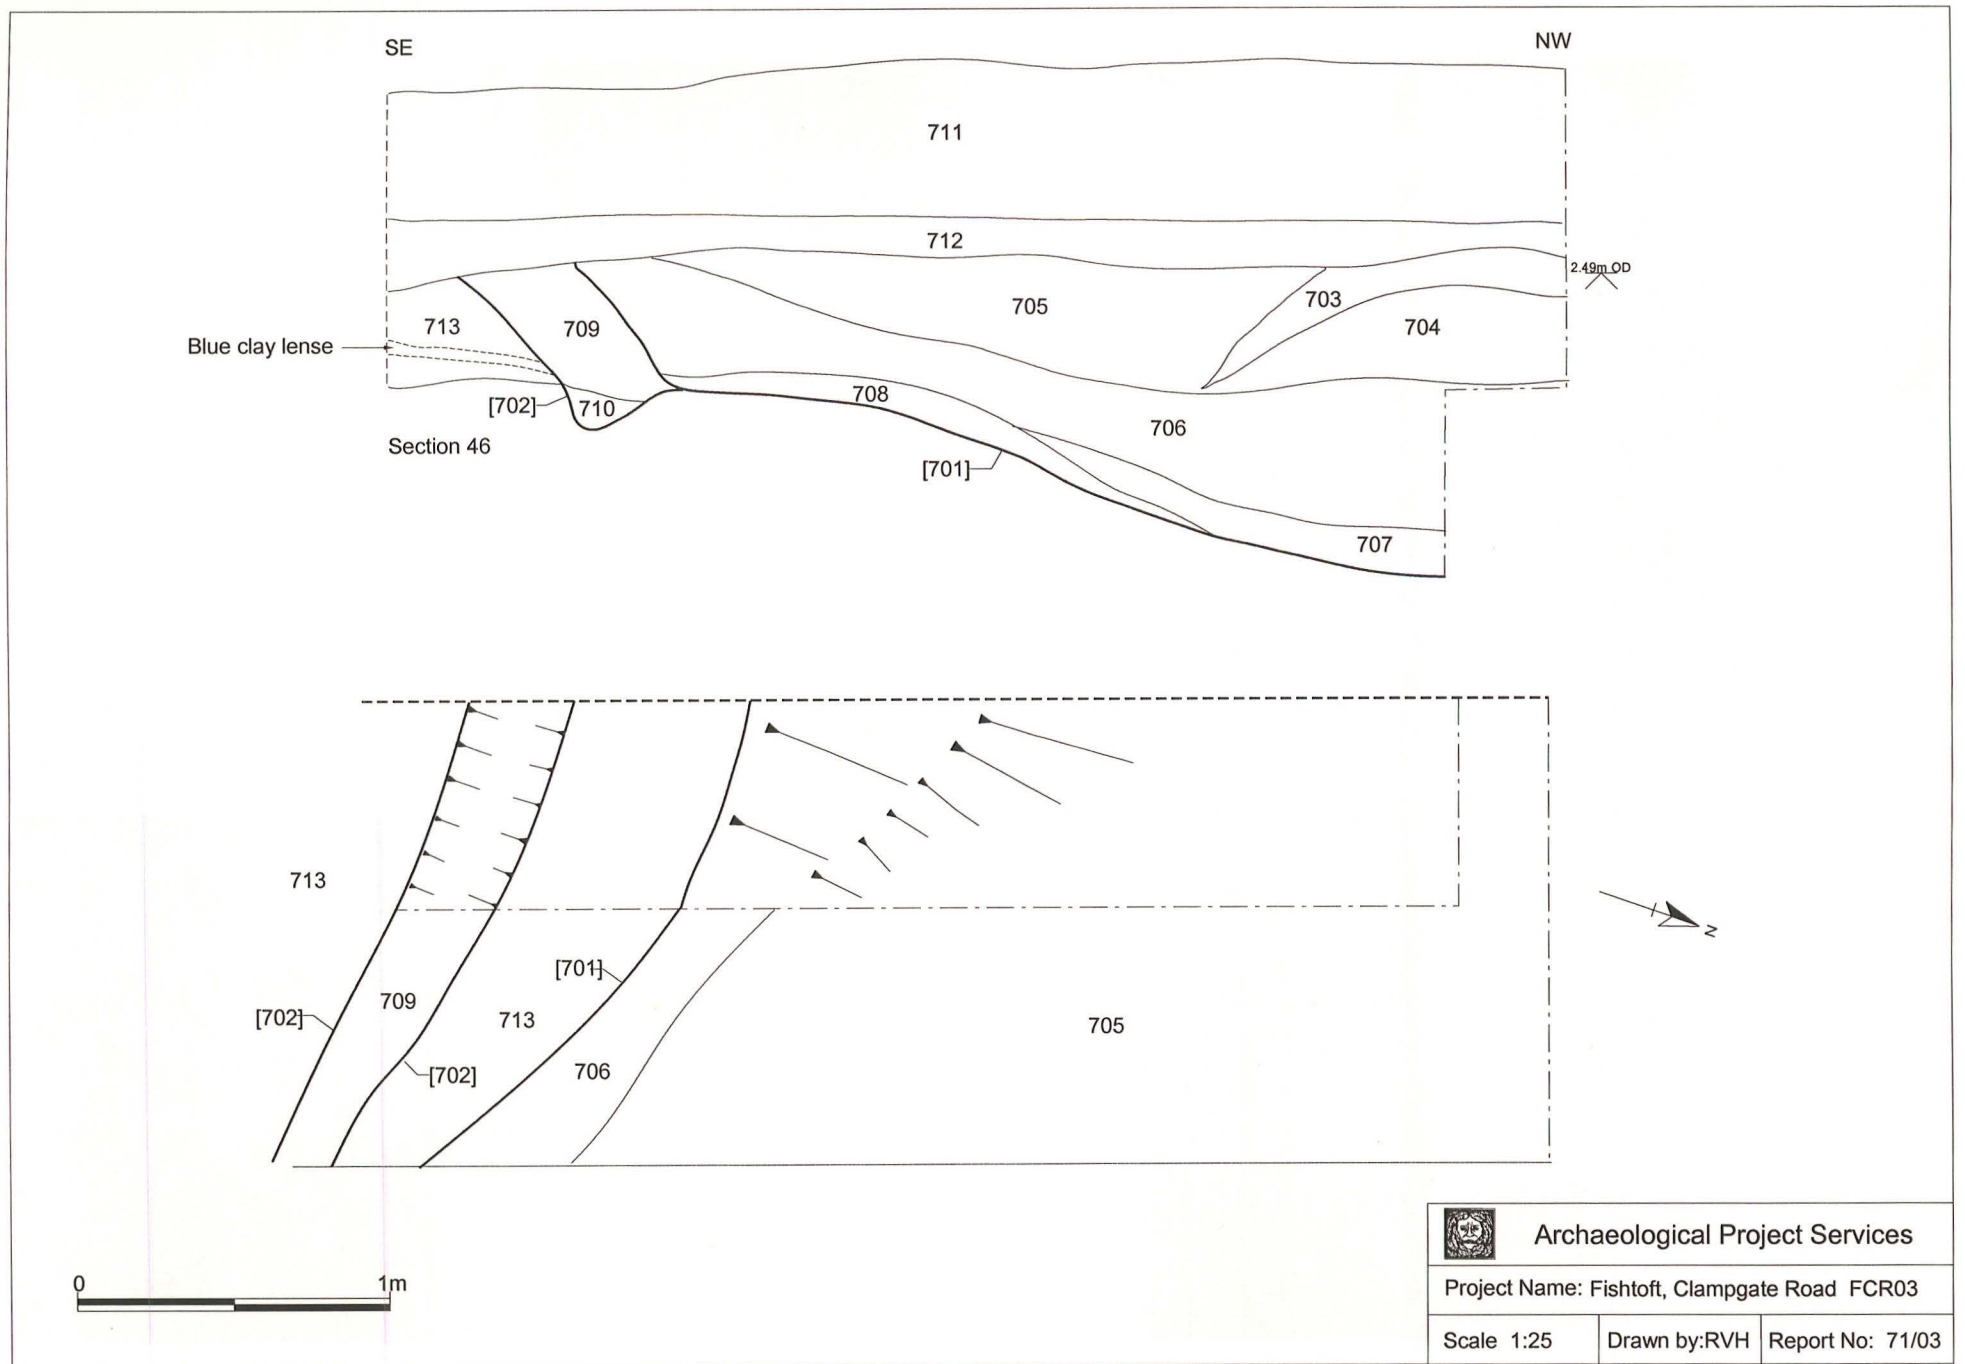 SE
NW
711
712
2.49m OD
705
703
704
713
709
Blue clay lense
[702]
710
708
706
Section 46
[701]
707
713
N
[701]
709
[702]
713
705
[702]
706
0 1m
Archaeological Project Services
Project Name: Fishtoft, Clampgate Road FCR03
Scale 1:25 Drawn by:RVH Report No: 71/03